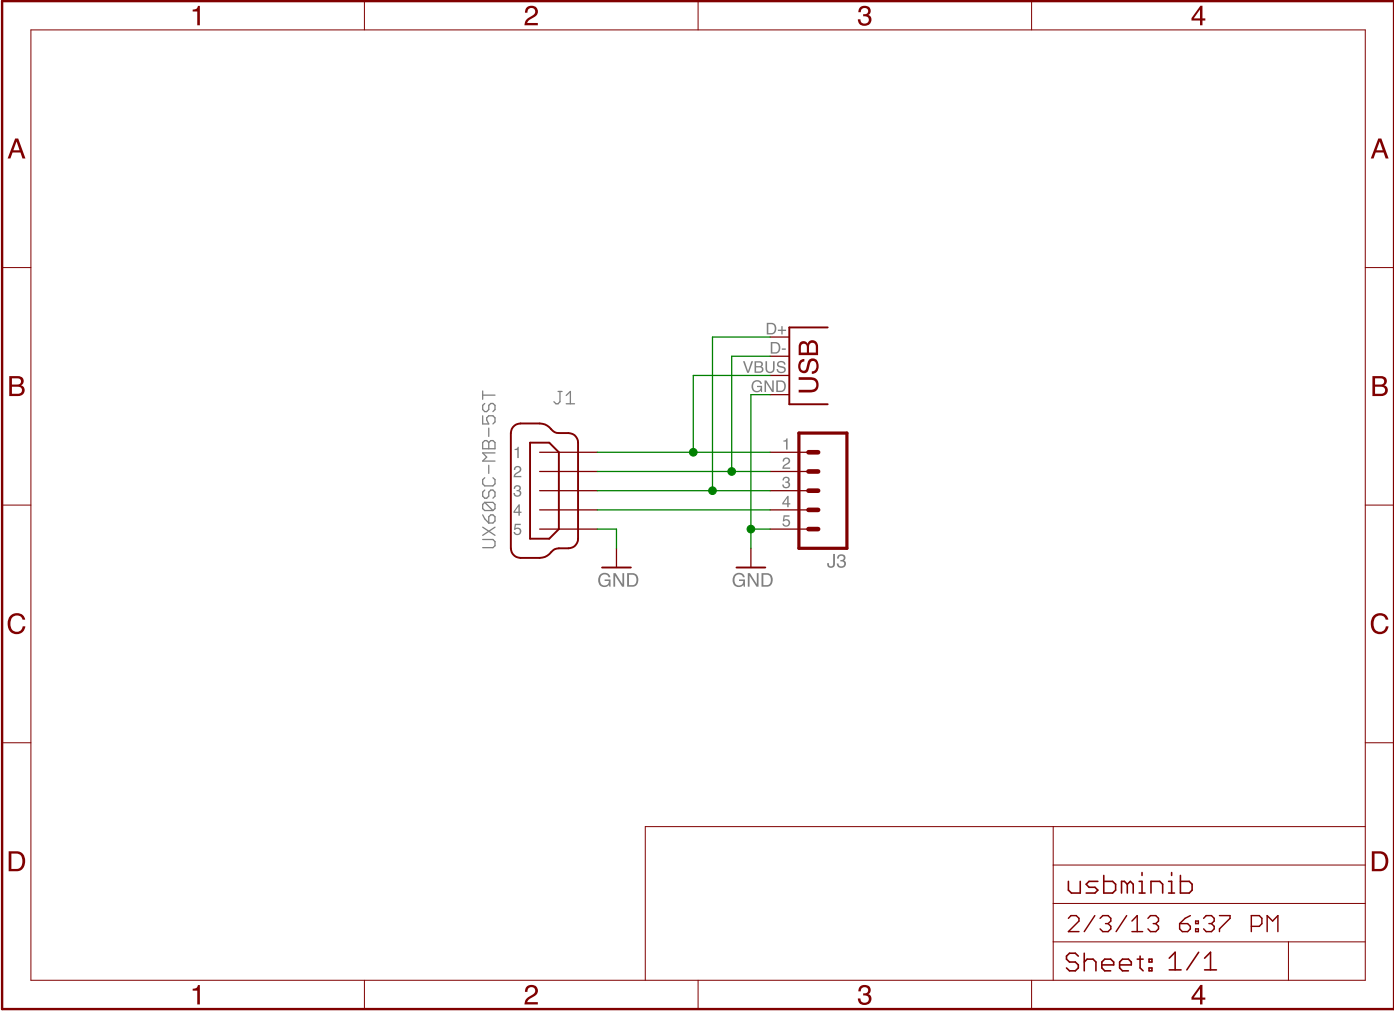 1 2 3 4
A A
B B
C C
D D
D+
D-
VBUS
GND
USB
J1
UX60SC-MB-5ST
1
2
3
4
5
1
2
3
4
5
J3
GND
GND
usbminib
2/3/13 6:37 PM
Sheet: 1/1
1 2 3 4